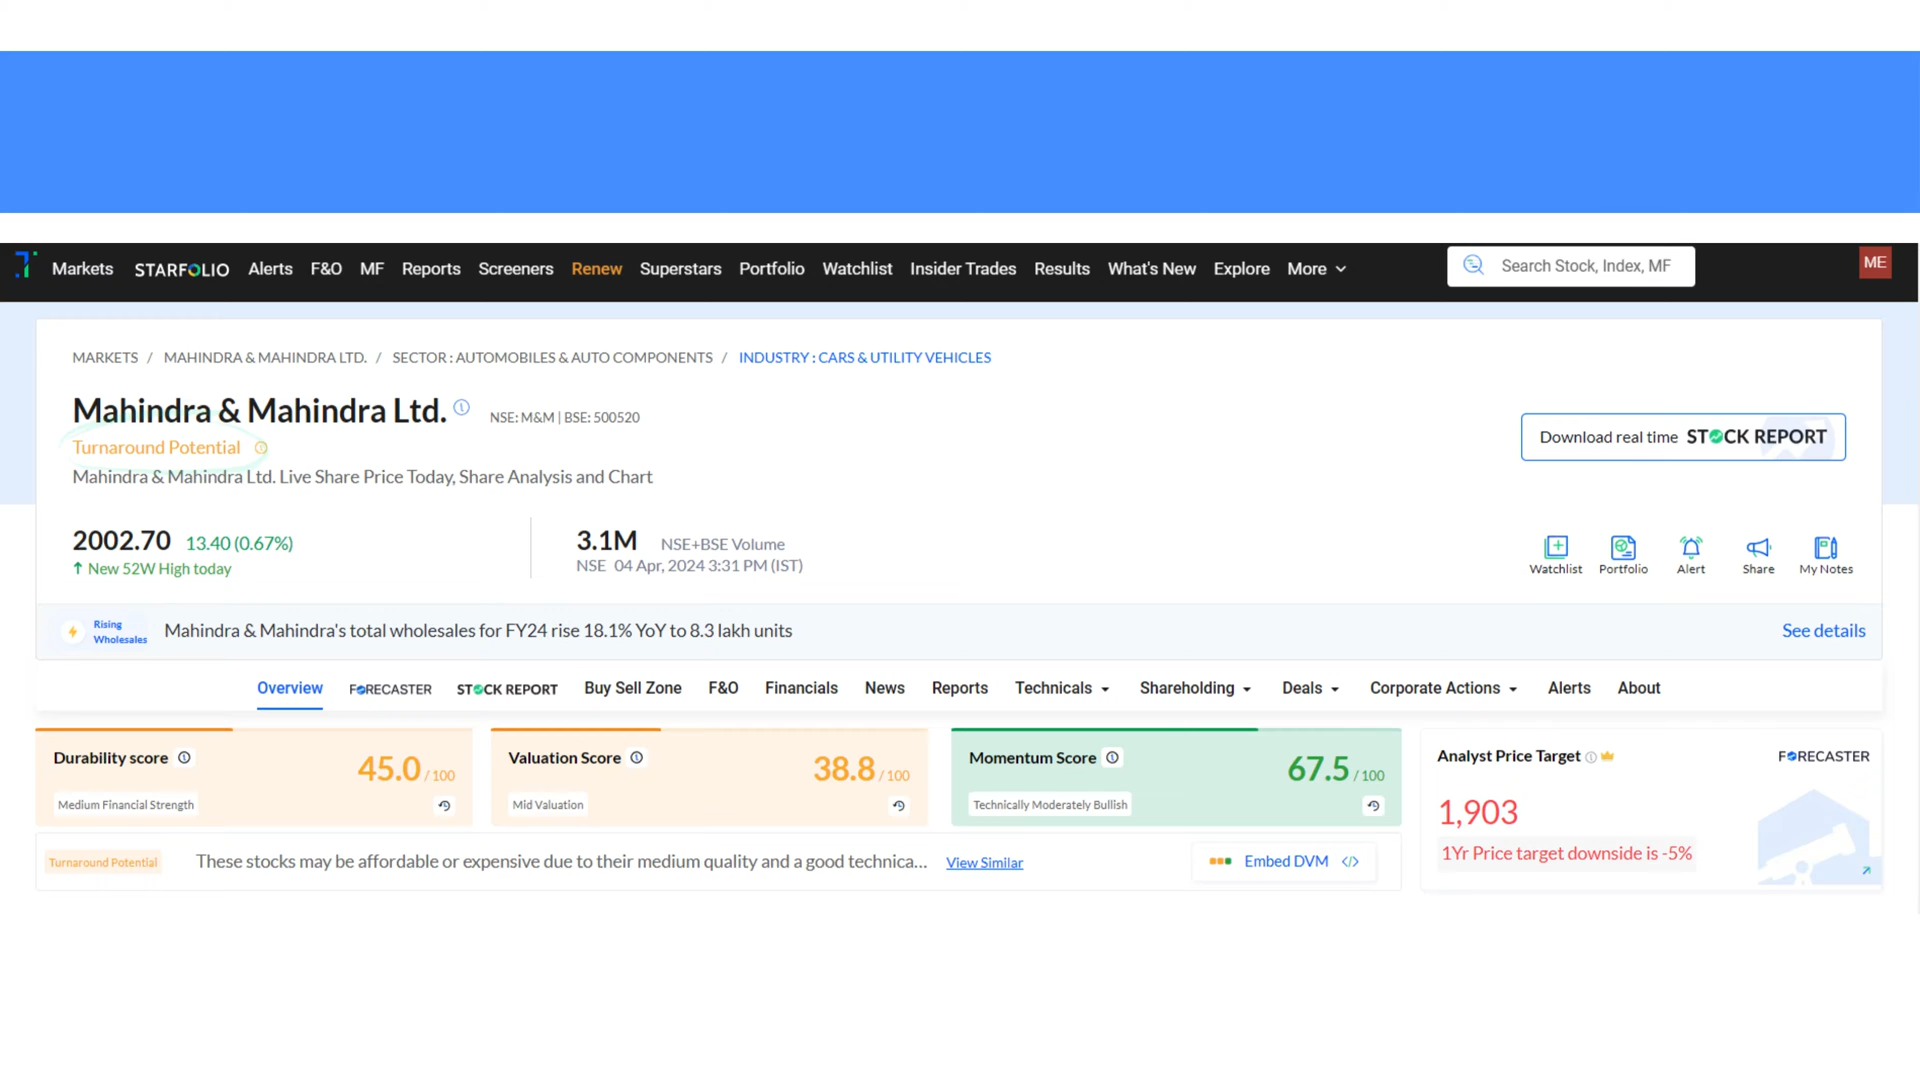 Markets STARFOLIO Alerts F&O MF Reports Screeners Renew Superstars Portfolio Watchlist Insider Trades Results What's New Explore More Search Stock, Index, MF ME
MARKETS / MAHINDRA & MAHINDRA LTD. / SECTOR : AUTOMOBILES & AUTO COMPONENTS / INDUSTRY : CARS & UTILITY VEHICLES
Mahindra & Mahindra Ltd. NSE: M&M | BSE: 500520
Turnaround Potential
Download real time STOCK REPORT
Mahindra & Mahindra Ltd. Live Share Price Today, Share Analysis and Chart
2002.70 13.40 (0.67%)
↑ New 52W High today
3.1M NSE+BSE Volume
NSE 04 Apr, 2024 3:31 PM (IST)
Watchlist Portfolio Alert Share My Notes
Rising
Wholesales
Mahindra & Mahindra's total wholesales for FY24 rise 18.1% YoY to 8.3 lakh units
See details
Overview FORECASTER STOCK REPORT Buy Sell Zone F&O Financials News Reports Technicals Shareholding Deals Corporate Actions Alerts About
Durability score 45.0 / 100
Medium Financial Strength
Valuation Score 38.8 / 100
Mid Valuation
Momentum Score 67.5 / 100
Technically Moderately Bullish
Analyst Price Target FORECASTER
1,903
1Yr Price target downside is -5%
Turnaround Potential These stocks may be affordable or expensive due to their medium quality and a good technica... View Similar Embed DVM </>